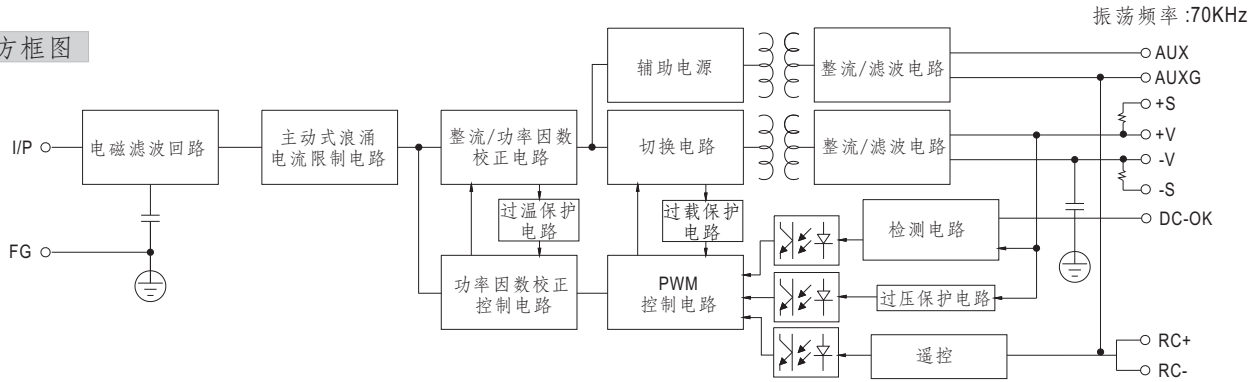 振荡频率:70KHz
方框图
辅助电源
整流/滤波电路
AUX
AUXG
+S
+V
-V
-S
I/P
电磁滤波回路
主动式浪涌
电流限制电路
整流/功率因数
校正电路
切换电路
整流/滤波电路
过温保护
电路
过载保护
电路
检测电路
DC-OK
FG
功率因数校正
控制电路
PWM
控制电路
过压保护电路
遥控
RC+
RC-